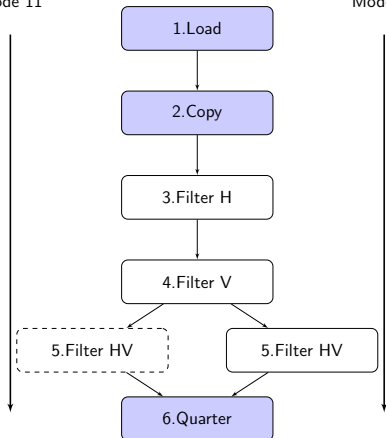 1.Load
2.Copy
3.Filter H
4.Filter V
5.Filter HV 5.Filter HV
6.Quarter